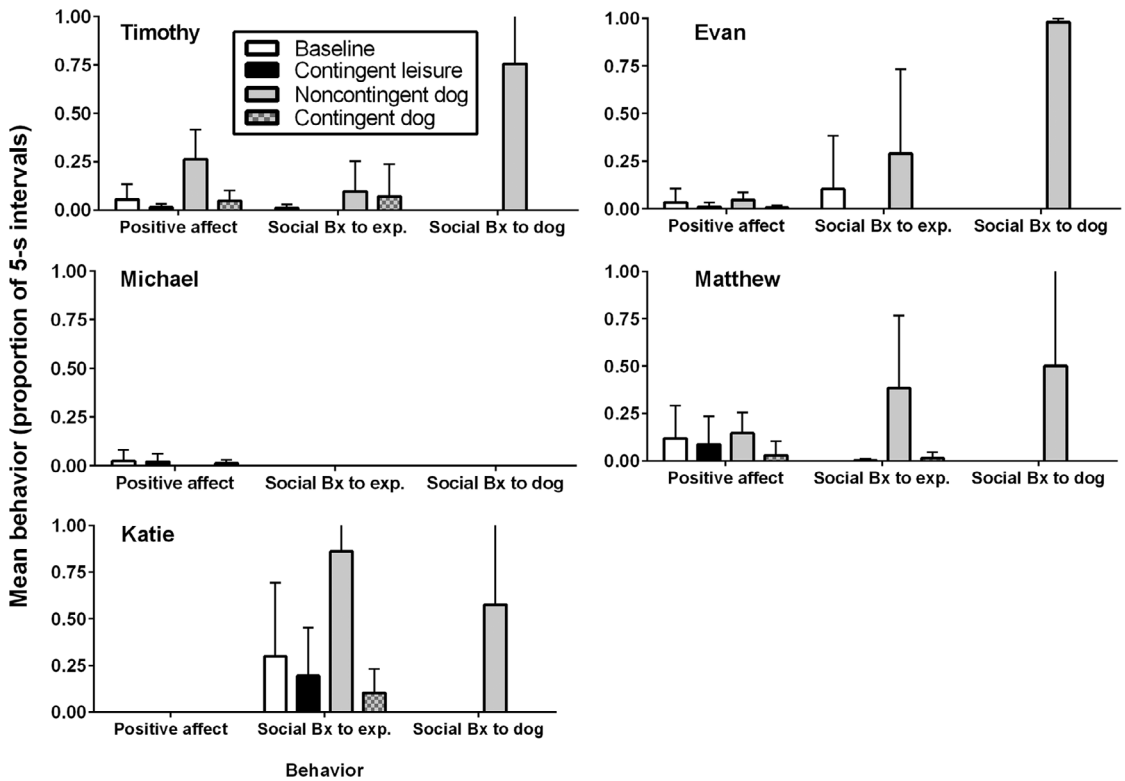 Mean behavior (proportion of 5-s intervals)
Timothy
Baseline
Contingent leisure
Noncontingent dog
Contingent dog
1.00
0.75
0.50
0.25
0.00
Positive affect Social Bx to exp. Social Bx to dog
Evan
1.00
0.75
0.50
0.25
0.00
Positive affect Social Bx to exp. Social Bx to dog
Michael
1.00
0.75
0.50
0.25
0.00
Positive affect Social Bx to exp. Social Bx to dog
Matthew
1.00
0.75
0.50
0.25
0.00
Positive affect Social Bx to exp. Social Bx to dog
Katie
1.00
0.75
0.50
0.25
0.00
Positive affect Social Bx to exp. Social Bx to dog
Behavior